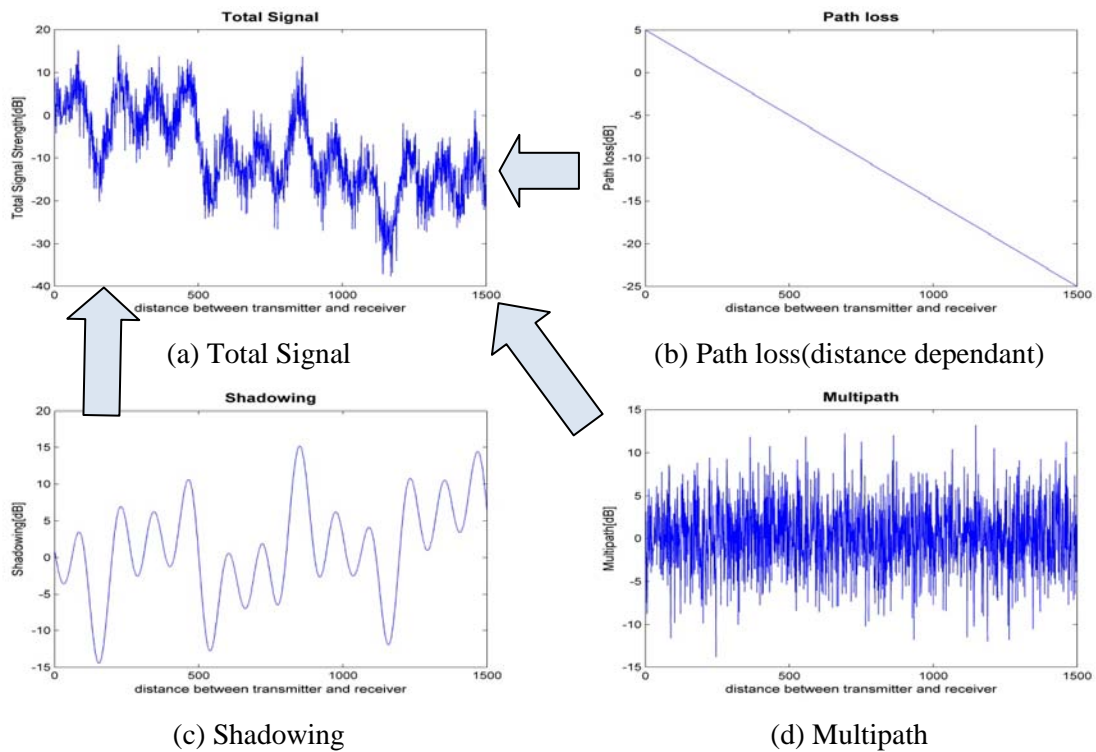 Total Signal
20
10
0
-10
-20
-30
-40
Total Signal Strength[dB]
0 500 1000 1500
distance between transmitter and receiver
(a) Total Signal
Path loss
5
0
-5
-10
-15
-20
-25
Path loss[dB]
0 500 1000 1500
distance between transmitter and receiver
(b) Path loss(distance dependant)
Shadowing
20
15
10
5
0
-5
-10
-15
Shadowing[dB]
0 500 1000 1500
distance between transmitter and receiver
(c) Shadowing
Multipath
15
10
5
0
-5
-10
-15
Multipath[dB]
0 500 1000 1500
distance between transmitter and receiver
(d) Multipath